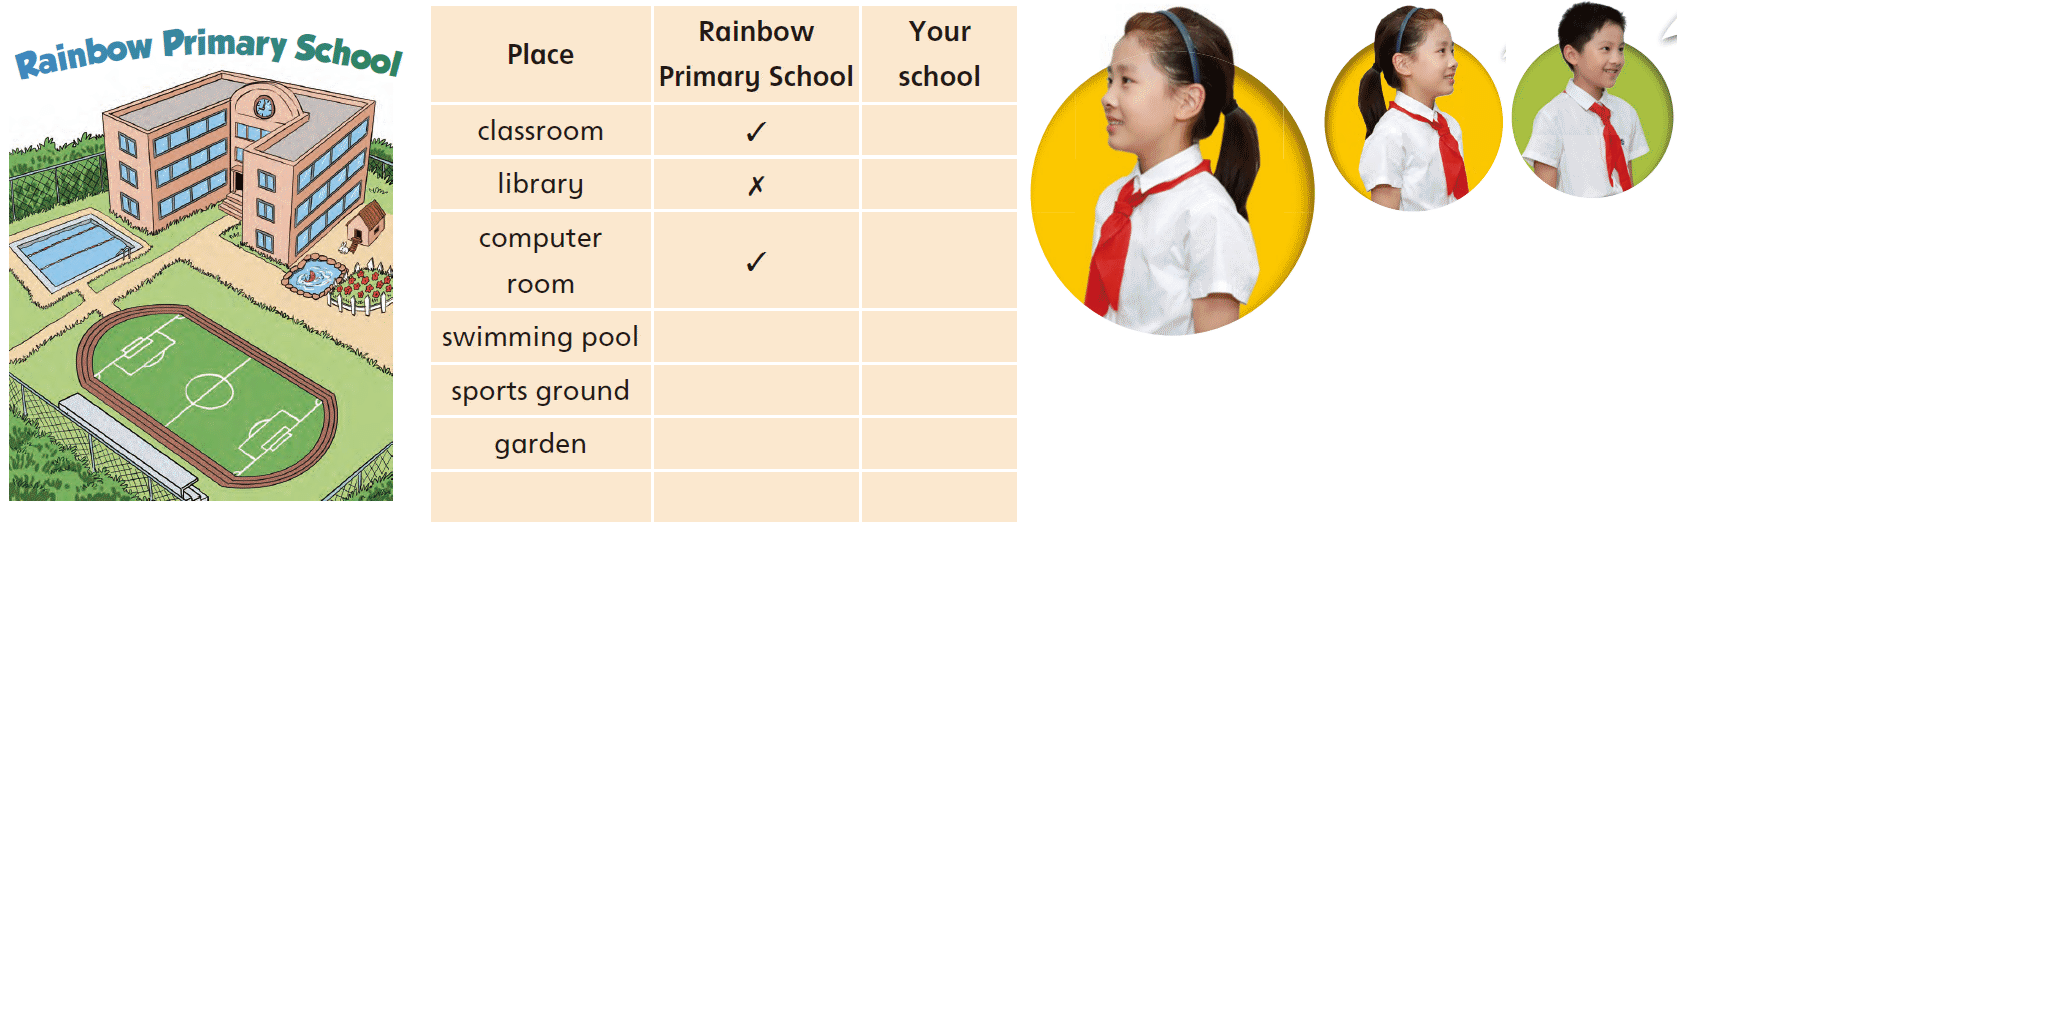 Rainbow Primary School
Place
Rainbow
Primary School
Your
school
classroom ✓
library ✗
computer
room
✓
swimming pool
sports ground
garden